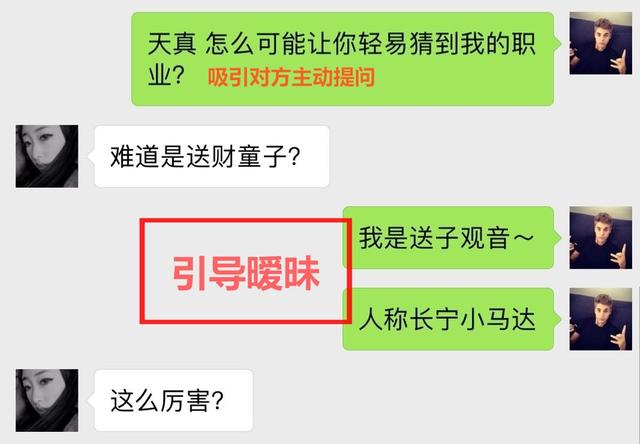 天真 怎么可能让你轻易猜到我的职
业？ 吸引对方主动提问
难道是送财童子？
我是送子观音～
引导暧昧
人称长宁小马达
这么厉害？